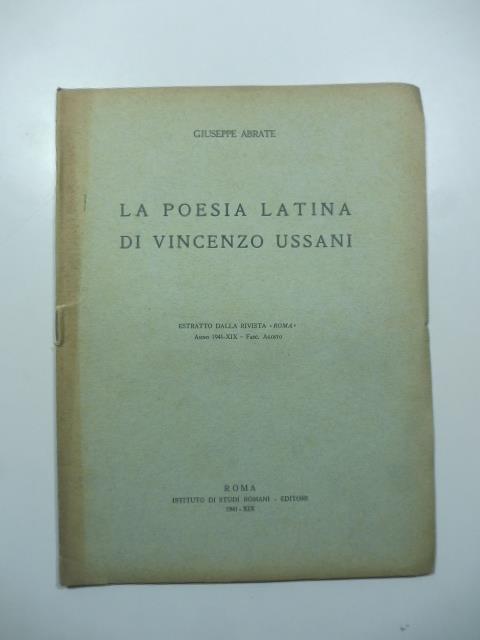 GIUSEPPE ABRATE
LA POESIA LATINA
DI VINCENZO USSANI
ESTRATTO DALLA RIVISTA «ROMA»
ANNO 1941-XIX - FASC. AGOSTO
ROMA
ISTITUTO DI STUDI ROMANI - EDITORE
1941 - XIX